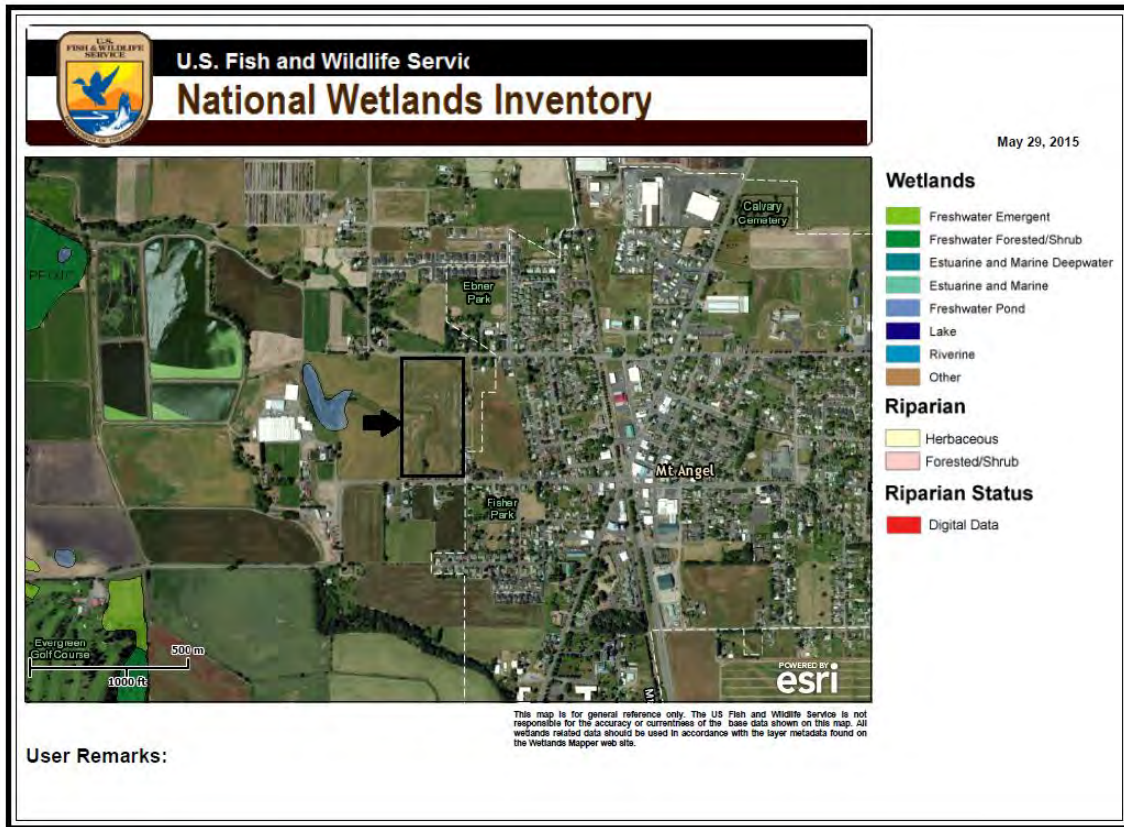 U.S.
FISH & WILDLIFE
SERVICE
U.S. Fish and Wildlife Servic
National Wetlands Inventory
May 29, 2015
Wetlands
Freshwater Emergent
Freshwater Forested/Shrub
Estuarine and Marine Deepwater
Estuarine and Marine
Freshwater Pond
Lake
Riverine
Other
Riparian
Herbaceous
Forested/Shrub
Riparian Status
Digital Data
Calvary
Cemetery
Ebner
Park
Mt Angel
Fisher
Park
Evergreen
Golf Course
500 m
1000 ft
POWERED BY
esri
This map is for general reference only. The US Fish and Wildlife Service is not
responsible for the accuracy or currentness of the base data shown on this map. All
wetlands related data should be used in accordance with the layer metadata found on
the Wetlands Mapper web site.
User Remarks: